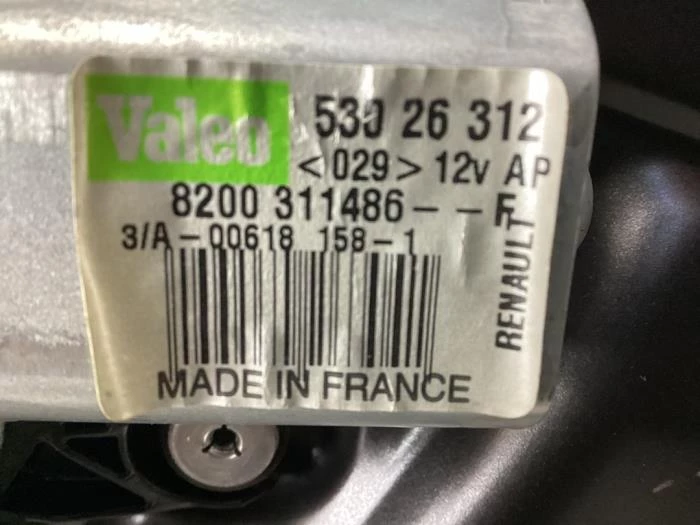 Valeo
530 26 312
<029> 12v AP
8200 311486--F
3/A-00618 158-1
RENAULT
MADE IN FRANCE